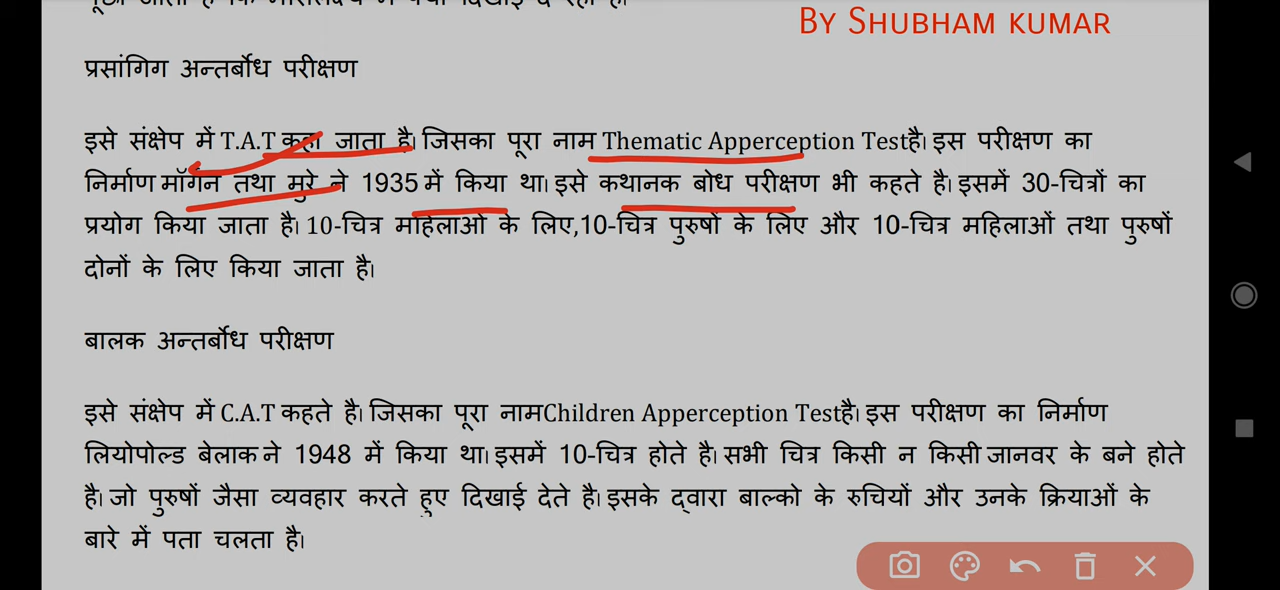 By Shubham kumar
प्रसांगिग अन्तर्बोध परीक्षण
इसे संक्षेप में T.A.T कहा जाता है। जिसका पूरा नाम Thematic Apperception Testहै। इस परीक्षण का
निर्माण मॉर्गन तथा मुरे ने 1935 में किया था। इसे कथानक बोध परीक्षण भी कहते है। इसमें 30-चित्रों का
प्रयोग किया जाता है। 10-चित्र महिलाओ के लिए,10-चित्र पुरुषों के लिए और 10-चित्र महिलाओं तथा पुरुषों
दोनों के लिए किया जाता है।
बालक अन्तर्बोध परीक्षण
इसे संक्षेप में C.A.T कहते है। जिसका पूरा नामChildren Apperception Testहै। इस परीक्षण का निर्माण
लियोपोल्ड बेलाक ने 1948 में किया था। इसमें 10-चित्र होते है। सभी चित्र किसी न किसी जानवर के बने होते
है। जो पुरुषों जैसा व्यवहार करते हुए दिखाई देते है। इसके द्वारा बाल्को के रुचियों और उनके क्रियाओं के
बारे में पता चलता है।